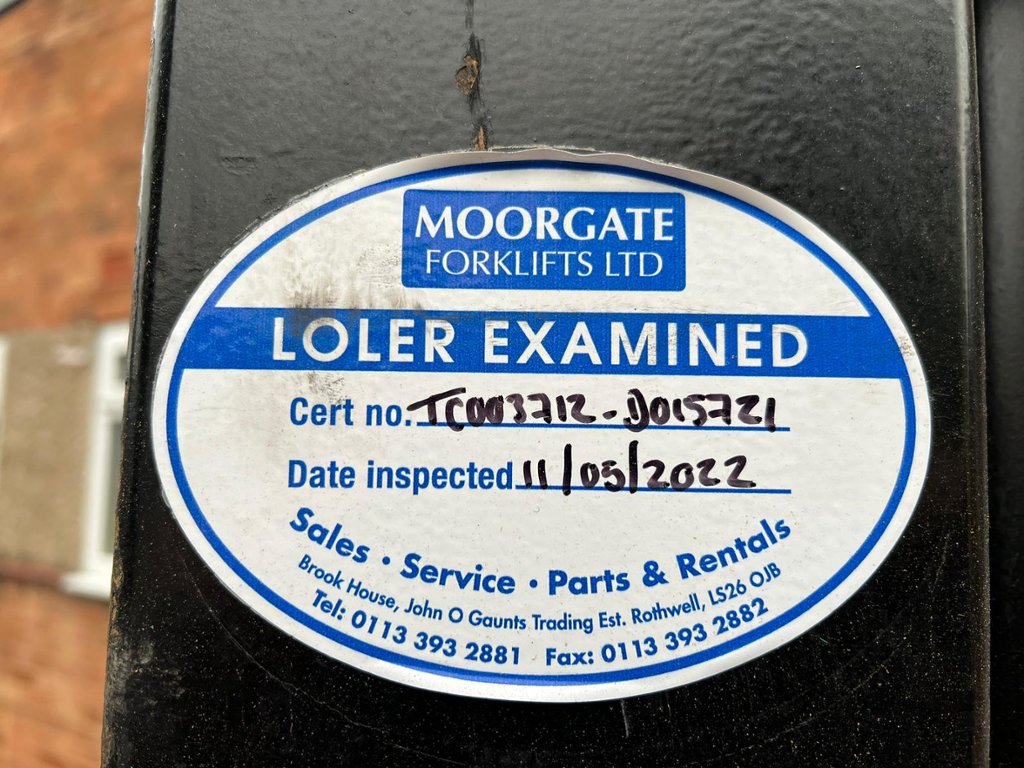 MOORGATE
FORKLIFTS LTD
LOLER EXAMINED
Cert no. TC003712-D015721
Date inspected 11/05/2022
Sales · Service · Parts & Rentals
Brook House, John O Gaunts Trading Est. Rothwell, LS26 OJB
Tel: 0113 393 2881 Fax: 0113 393 2882